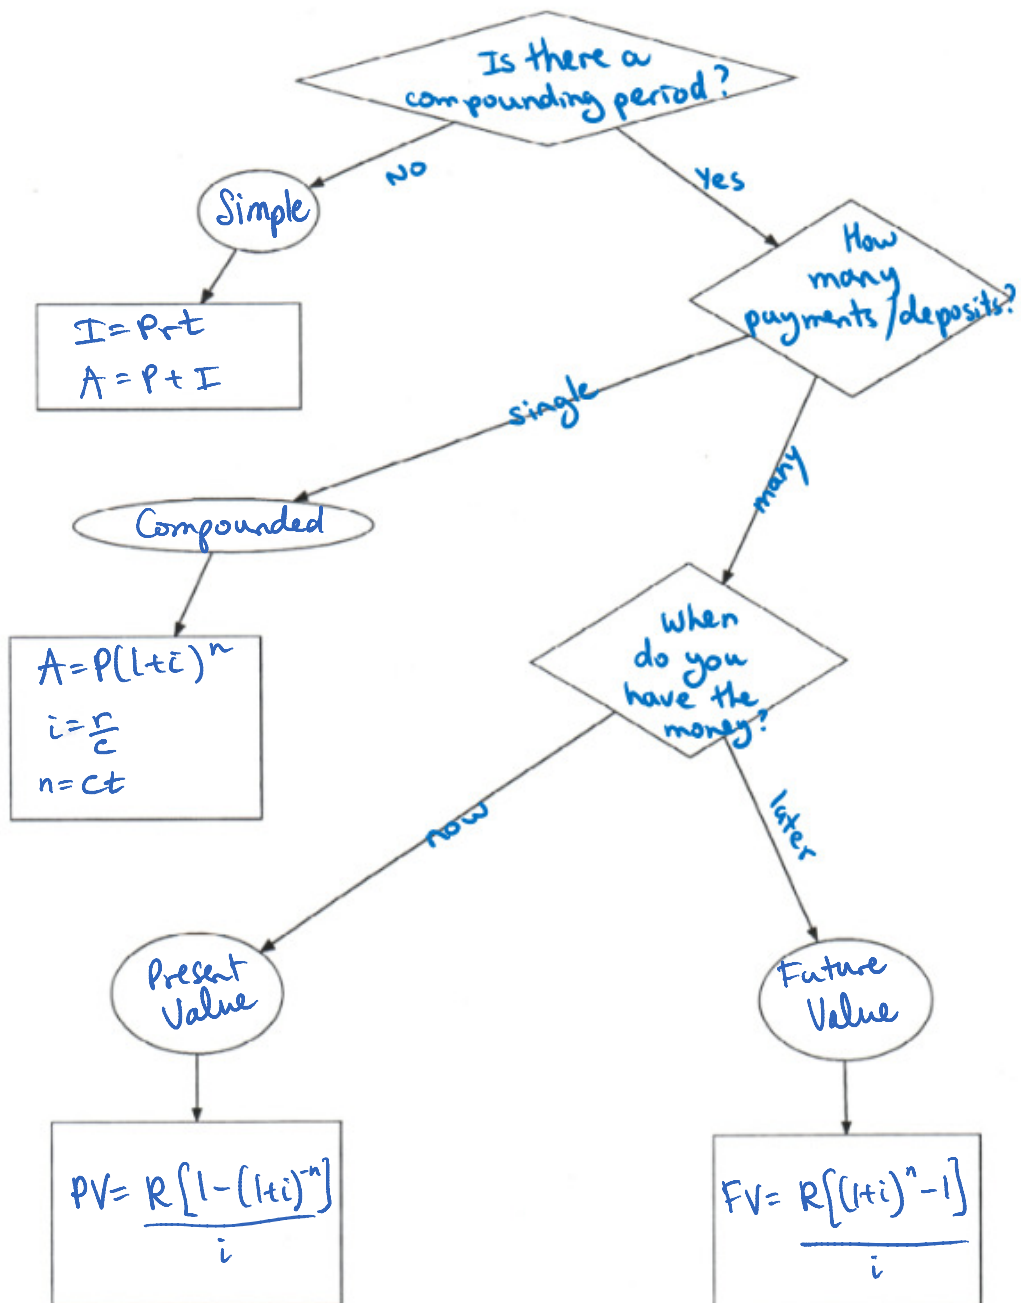 Is there a
compounding period?
No
Yes
Simple
How
many
payments/deposits?
I = Prt
A = P + I
single
many
Compounded
When
do you
have the
money?
A = P(1+i)^n
i = r/c
n = ct
now
later
Present
Value
Future
Value
PV = R[1-(1+i)^-n]
i
FV = R[(1+i)^n-1]
i